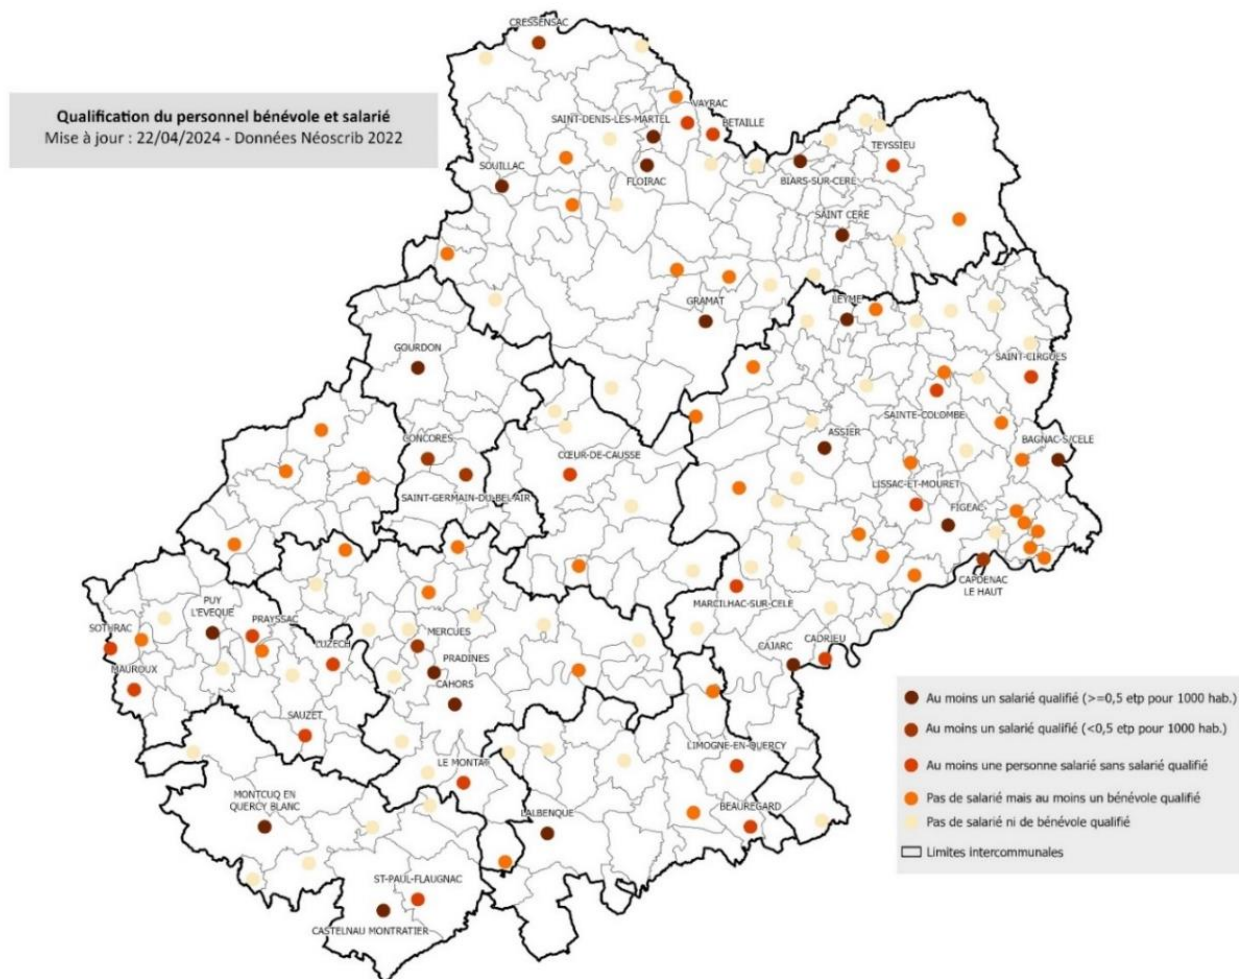 CRESSENSAC
Qualification du personnel bénévole et salarié
Mise à jour : 22/04/2024 - Données Néoscrib 2022
VAYRAC
SAINT-DENIS-LES-MARTEL
BETAILLE
TEYSSIEU
SOUILLAC
FLOIRAC
BIARS-SUR-CERE
SAINT CERE
GRAMAT
LEYME
GOURDON
SAINT-CIRGUES
SAINTE-COLOMBE
ASSIER
CONCORES
BAGNAC-S/CELE
CŒUR-DE-CAUSSE
SAINT-GERMAIN-DU-BEL-AIR
LISSAC-ET-MOURET
FIGEAC
CAPDENAC
LE HAUT
MARCILHAC-SUR-CELE
PUY
L'EVEQUE
PRAYSSAC
SOTURAC
LUZECH
MERCUES
CADRIEU
CAJARC
PRADINES
MAUROUX
CAHORS
Au moins un salarié qualifié (>=0,5 etp pour 1000 hab.)
SAUZET
Au moins un salarié qualifié (<0,5 etp pour 1000 hab.)
LIMOGNE-EN-QUERCY
LE MONTAT
Au moins une personne salarié sans salarié qualifié
MONTCUQ EN
QUERCY BLANC
Pas de salarié mais au moins un bénévole qualifié
BEAUREGARD
LALBENQUE
Pas de salarié ni de bénévole qualifié
Limites intercommunales
ST-PAUL-FLAUGNAC
CASTELNAU MONTRATIER